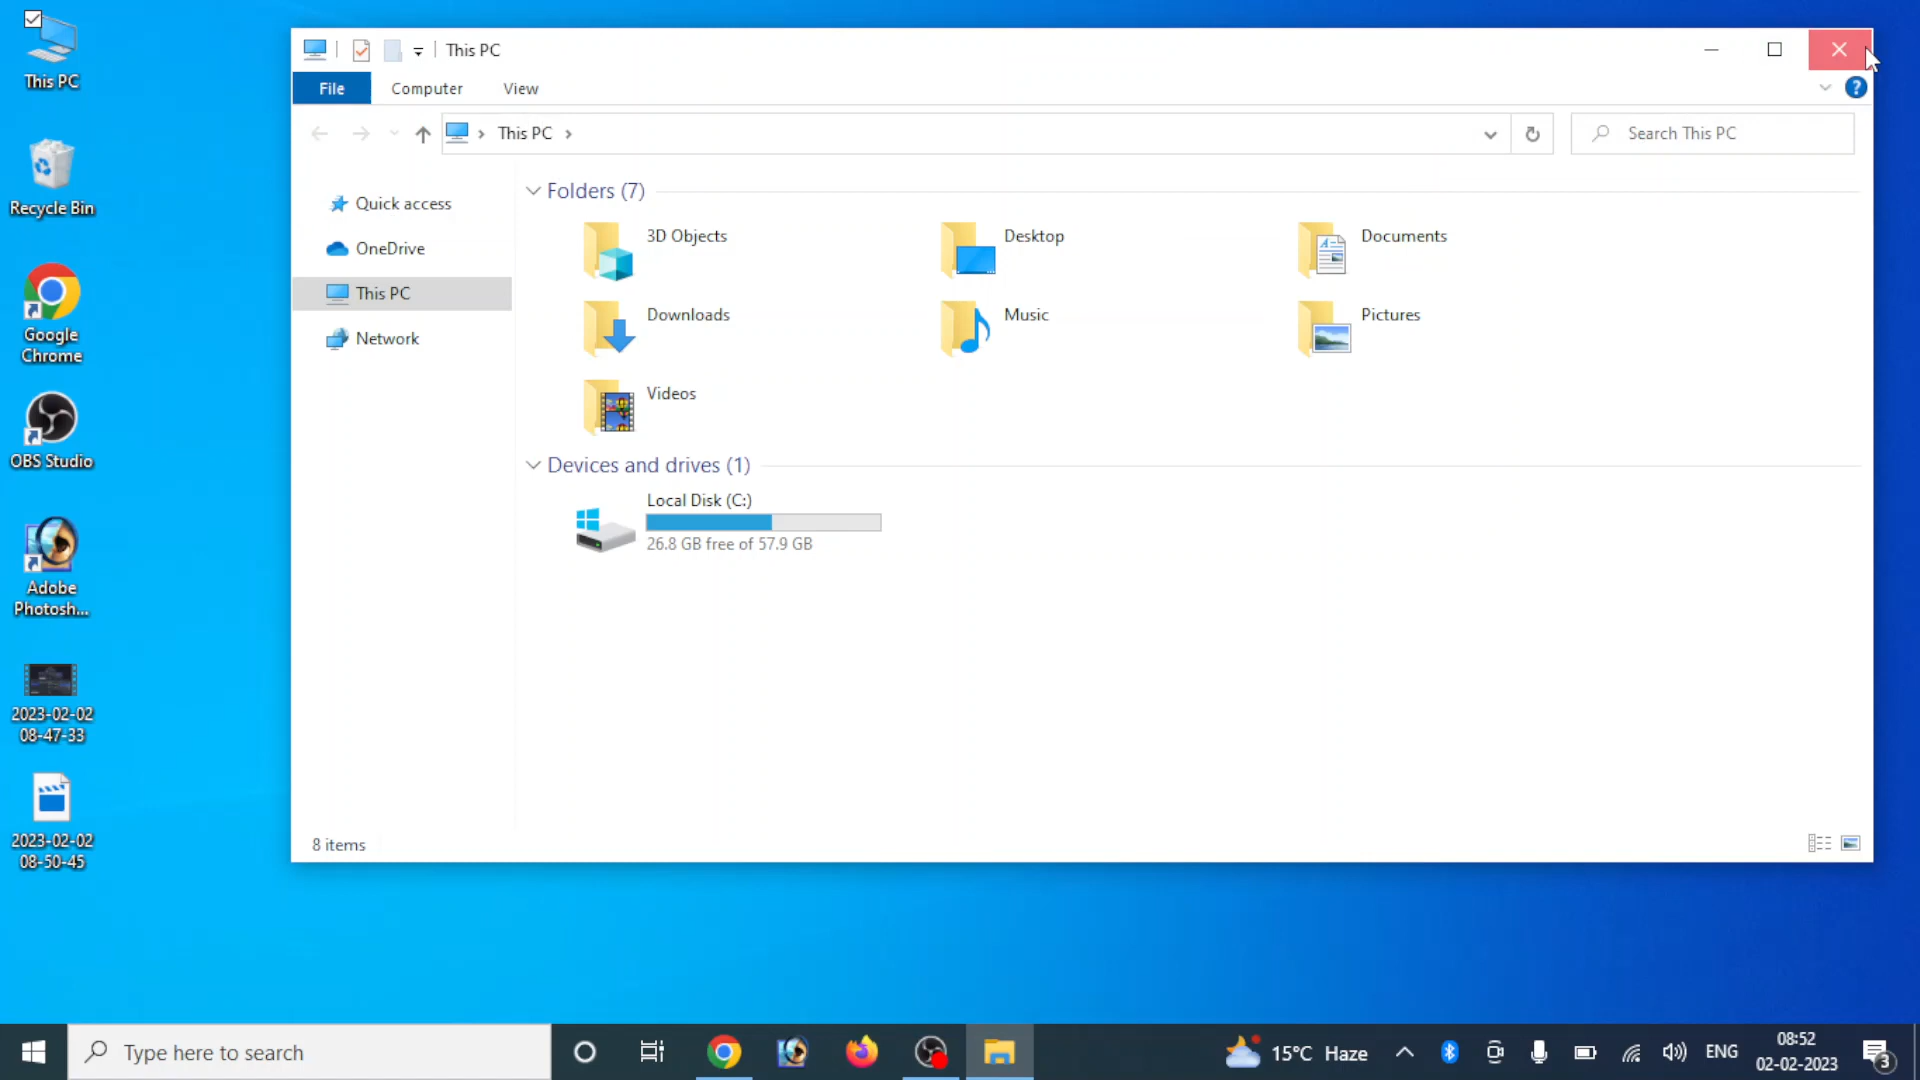 This PC
Recycle Bin
Google
Chrome
OBS Studio
Adobe
Photosh...
2023-02-02
08-47-33
2023-02-02
08-50-45
This PC
File
Computer
View
?
This PC
Search This PC
Quick access
OneDrive
This PC
Network
Folders (7)
3D Objects
Desktop
Documents
Downloads
Music
Pictures
Videos
Devices and drives (1)
Local Disk (C:)
26.8 GB free of 57.9 GB
8 items
Type here to search
15°C Haze
ENG
08:52
02-02-2023
3